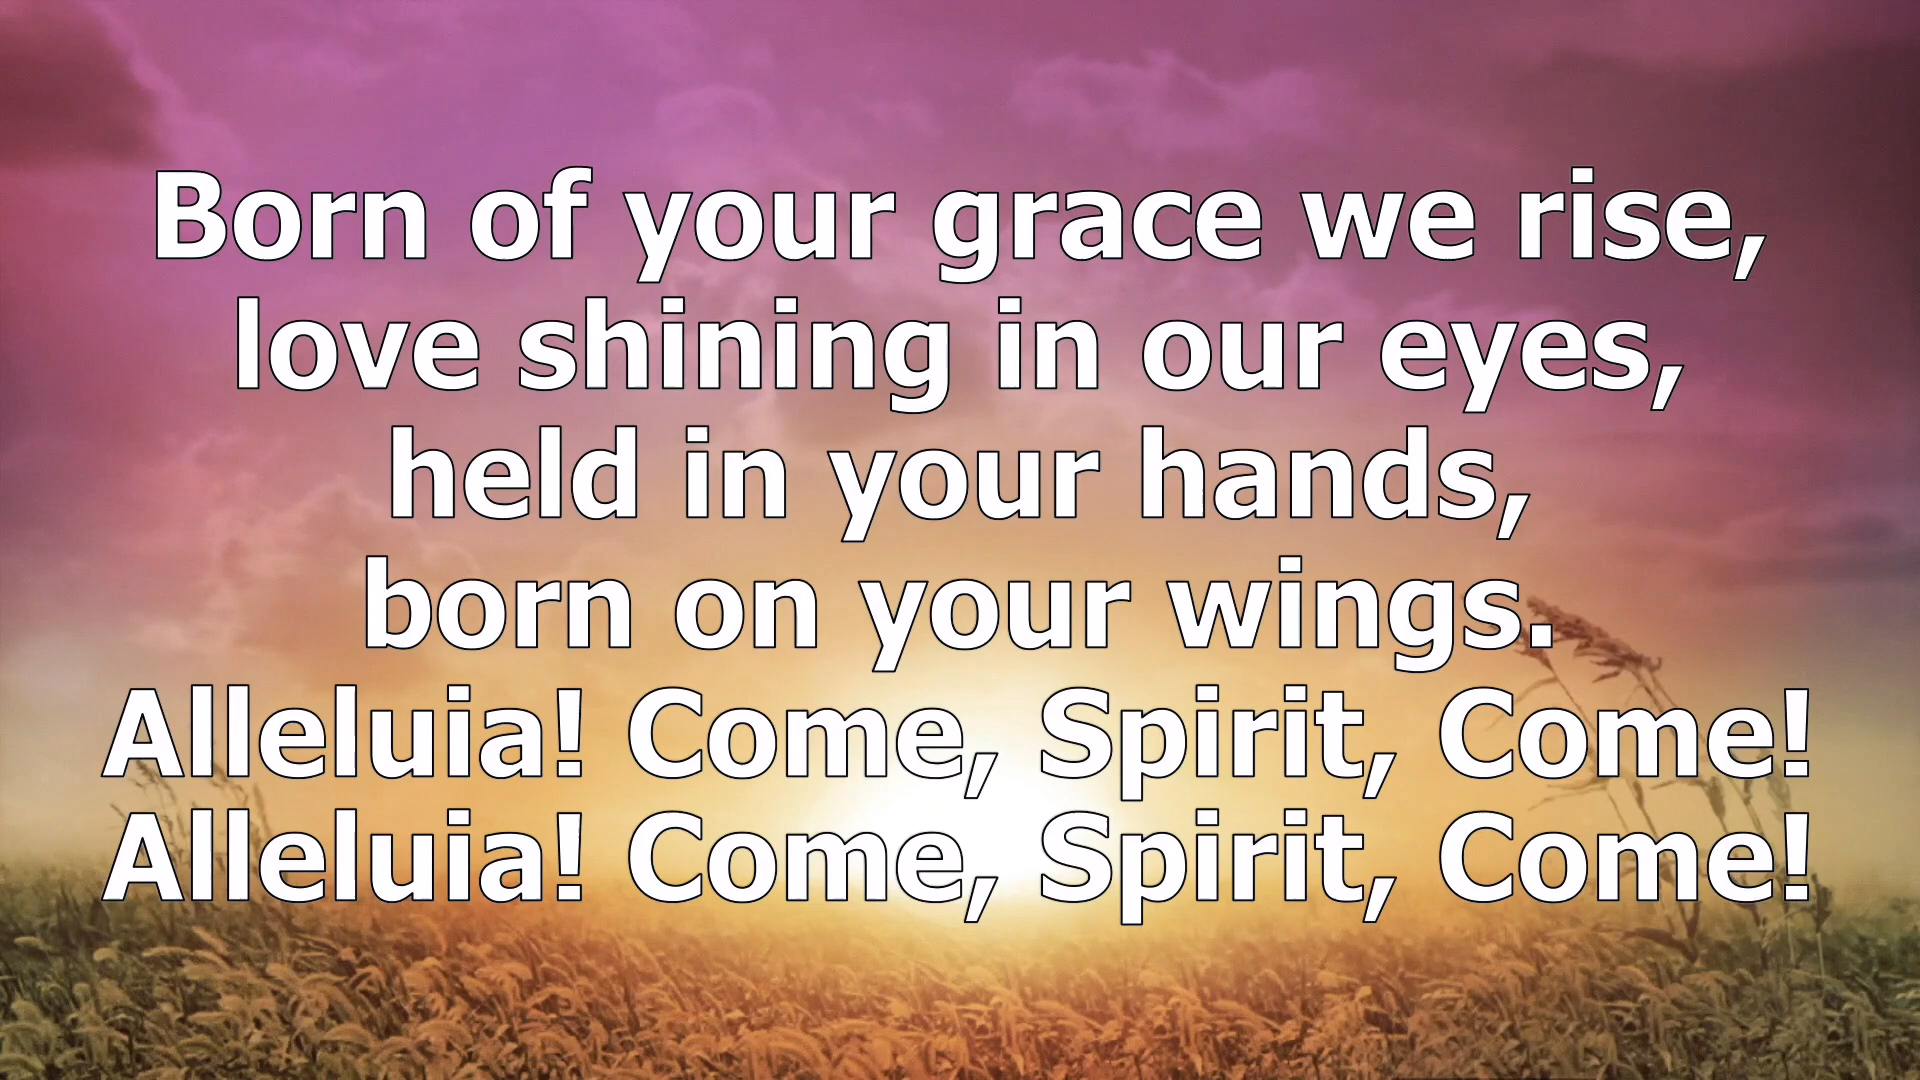 Born of your grace we rise,
love shining in our eyes,
held in your hands,
born on your wings.
Alleluia! Come, Spirit, Come!
Alleluia! Come, Spirit, Come!